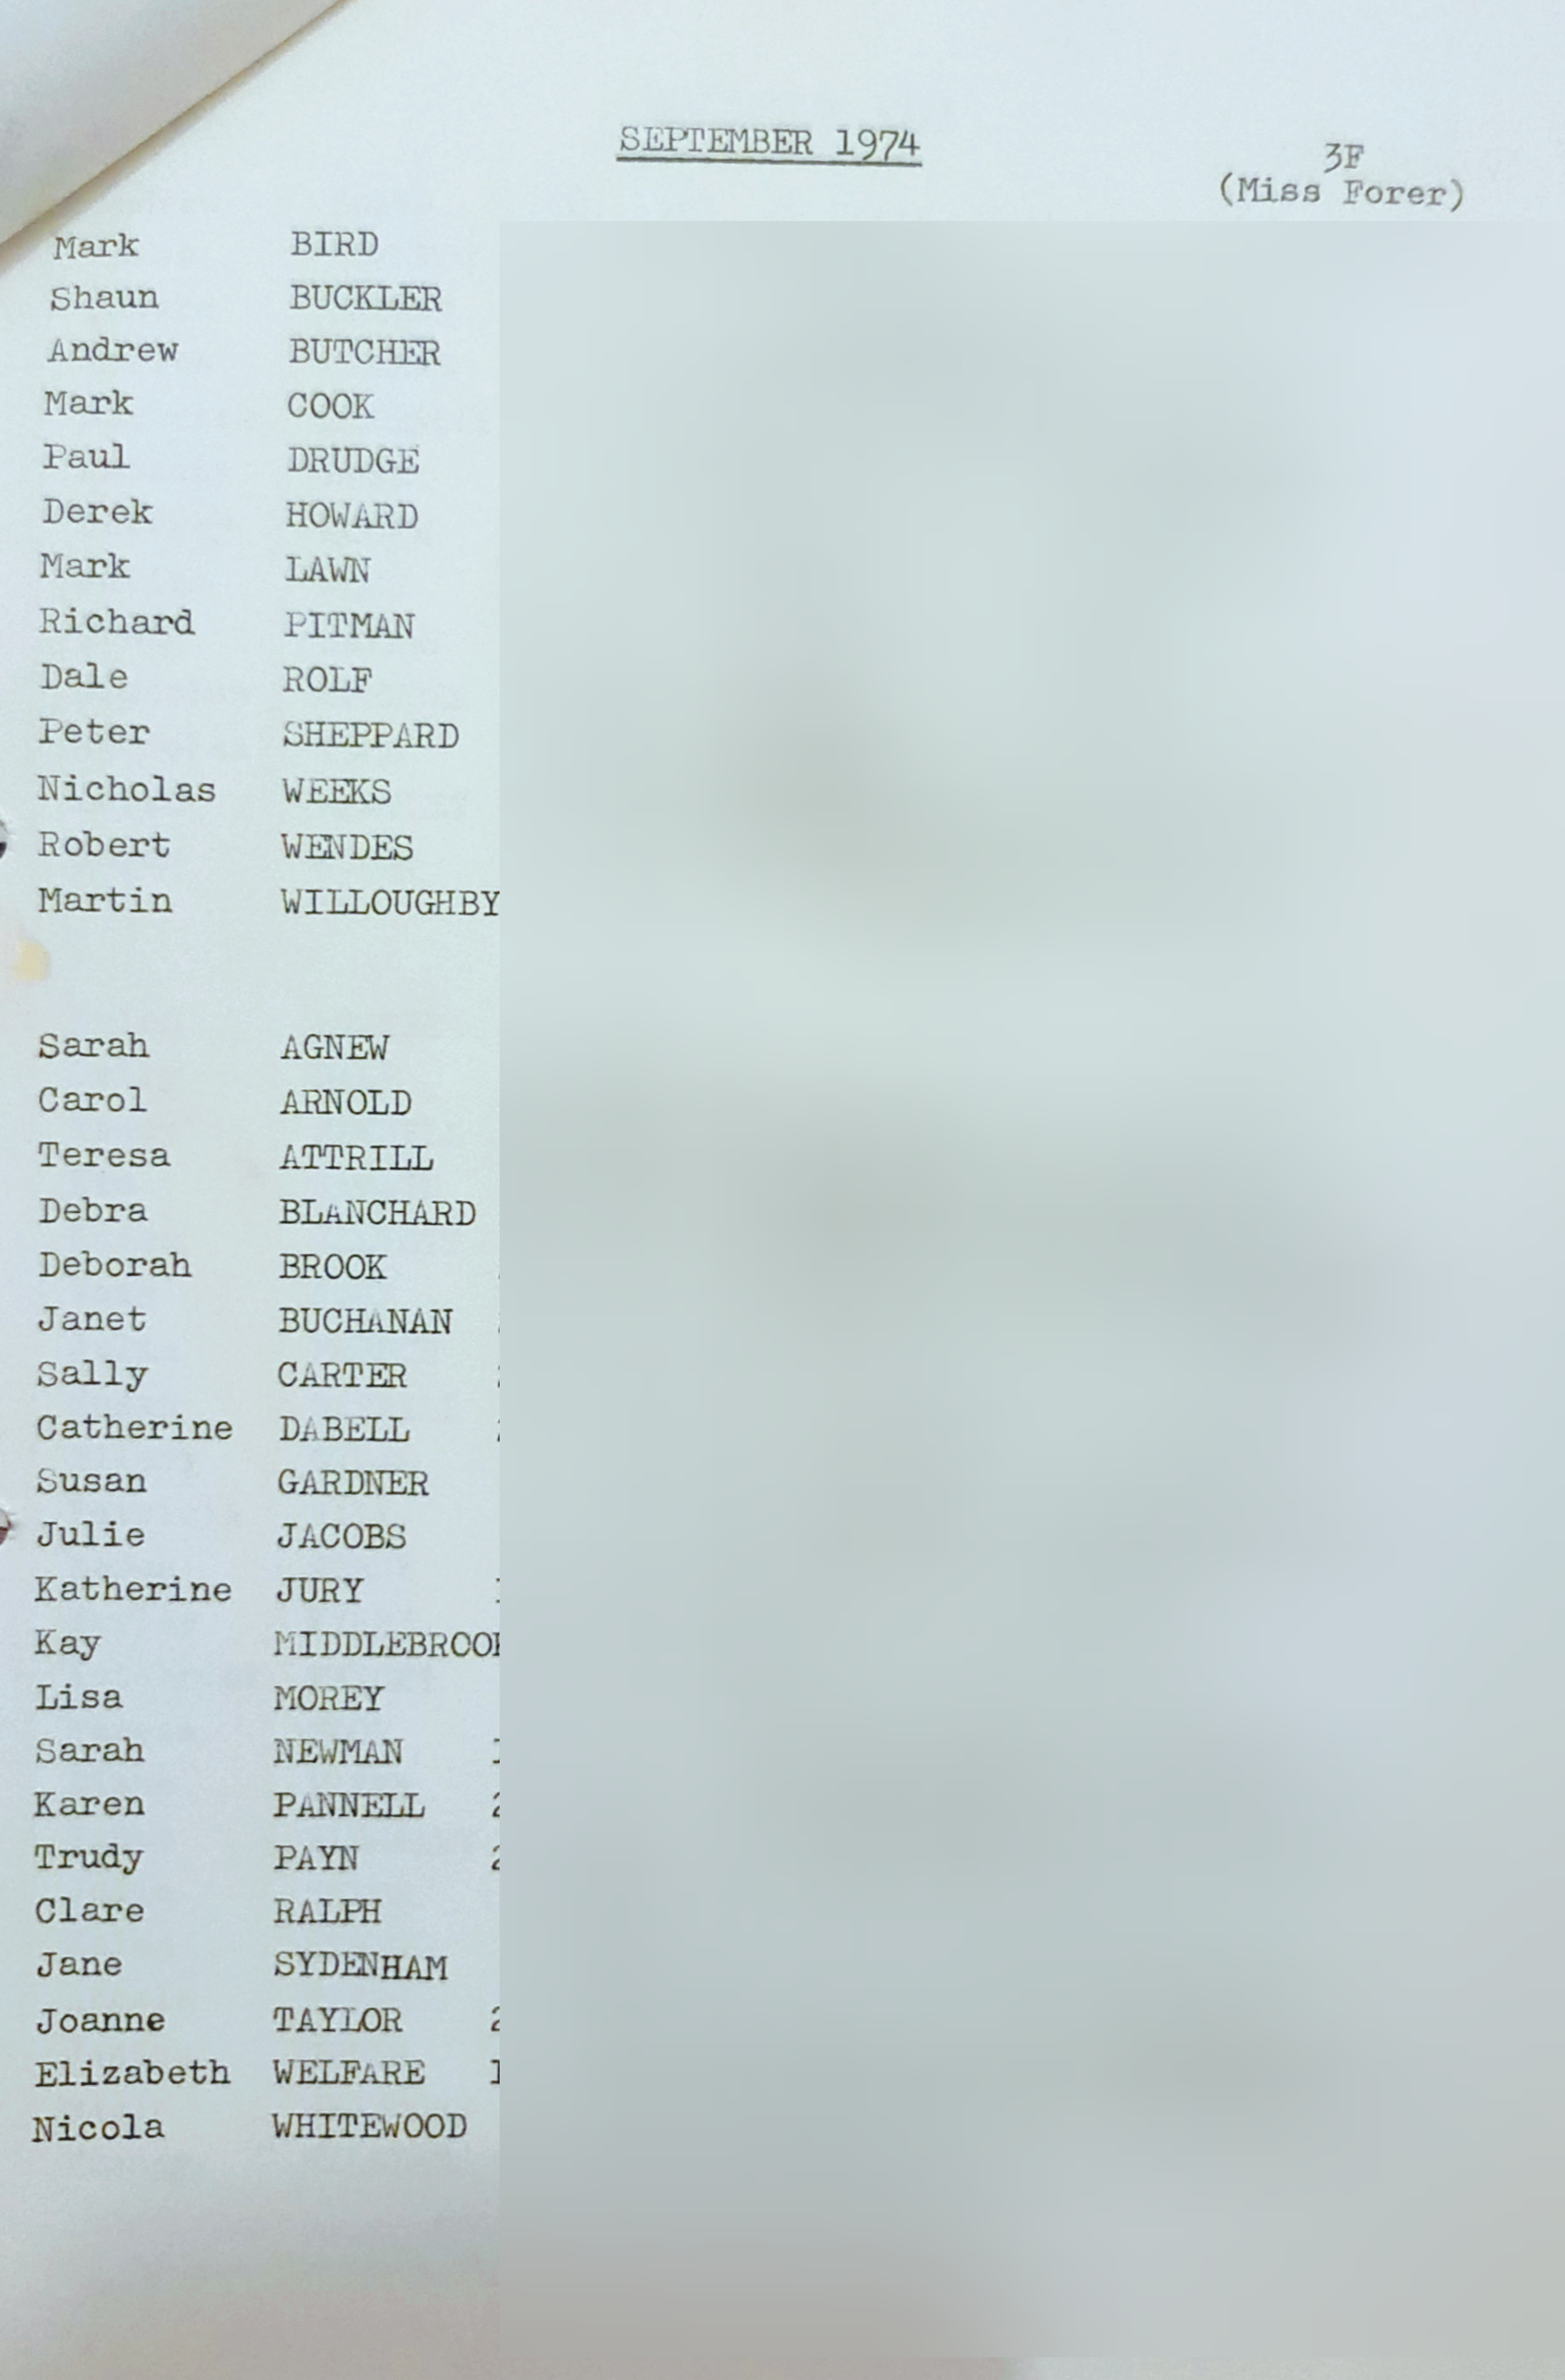 SEPTEMBER 1974
3F
(Miss Forer)
Mark BIRD
Shaun BUCKLER
Andrew BUTCHER
Mark COOK
Paul DRUDGE
Derek HOWARD
Mark LAWN
Richard PITMAN
Dale ROLF
Peter SHEPPARD
Nicholas WEEKS
Robert WENDES
Martin WILLOUGHBY
Sarah AGNEW
Carol ARNOLD
Teresa ATTRILL
Debra BLANCHARD
Deborah BROOK
Janet BUCHANAN
Sally CARTER
Catherine DABELL
Susan GARDNER
Julie JACOBS
Katherine JURY
Kay
Lisa MOREY
Sarah NEWMAN
Karen PANNELL
Trudy PAYN
Clare RALPH
Jane SYDENHAM
Joanne TAYLOR
Elizabeth WELFARE
Nicola WHITEWOOD